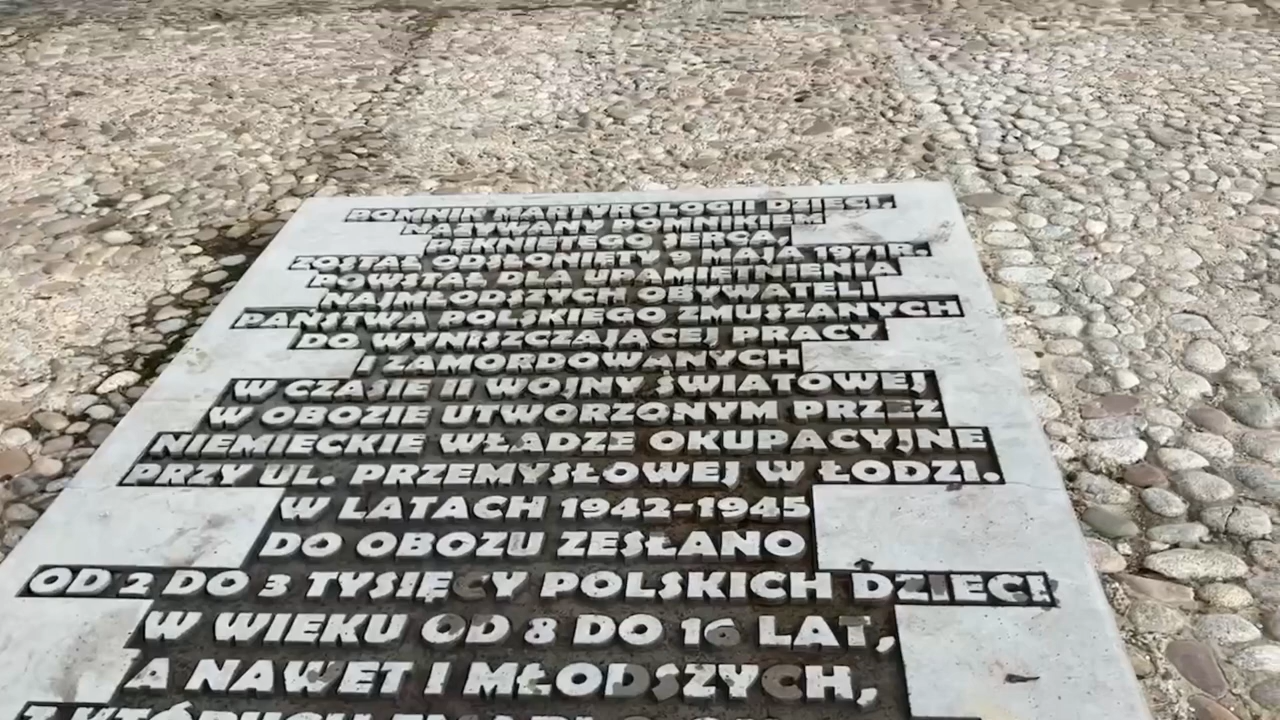 POMNIK MARTYROLOGII DZIECI,
NAZYWANY POMNIKIEM
PĘKNIĘTEGO SERCA,
ZOSTAŁ ODSŁONIĘTY 9 MAJA 1971 R.
POWSTAŁ DLA UPAMIĘTNIENIA
NAJMŁODSZYCH OBYWATELI
PAŃSTWA POLSKIEGO ZMUSZANYCH
DO WYNISZCZAJĄCEJ PRACY
I ZAMORDOWANYCH
W CZASIE II WOJNY ŚWIATOWEJ
W OBOZIE UTWORZONYM PRZEZ
NIEMIECKIE WŁADZE OKUPACYJNE
PRZY UL. PRZEMYSŁOWEJ W ŁODZI.
W LATACH 1942-1945
DO OBOZU ZESŁANO
OD 2 DO 3 TYSIĘCY POLSKICH DZIECI
W WIEKU OD 8 DO 16 LAT,
A NAWET I MŁODSZYCH,
Z KTÓRYCH